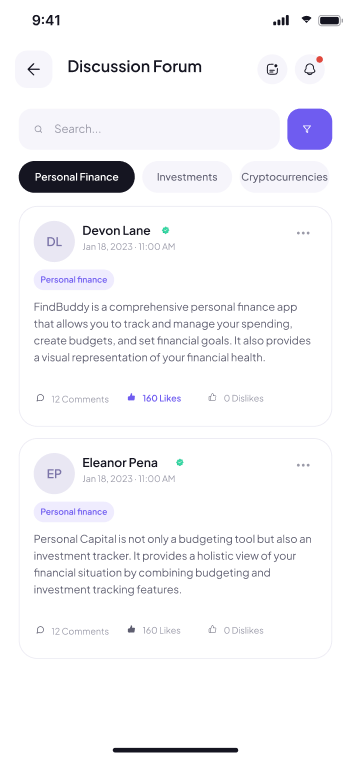 9:41
Discussion Forum
Search...
Personal Finance
Investments
Cryptocurrencies
DL
Devon Lane
Jan 18, 2023 · 11:00 AM
Personal finance
FindBuddy is a comprehensive personal finance app
that allows you to track and manage your spending,
create budgets, and set financial goals. It also provides
a visual representation of your financial health.
12 Comments
160 Likes
0 Dislikes
EP
Eleanor Pena
Jan 18, 2023 · 11:00 AM
Personal finance
Personal Capital is not only a budgeting tool but also an
investment tracker. It provides a holistic view of your
financial situation by combining budgeting and
investment tracking features.
12 Comments
160 Likes
0 Dislikes